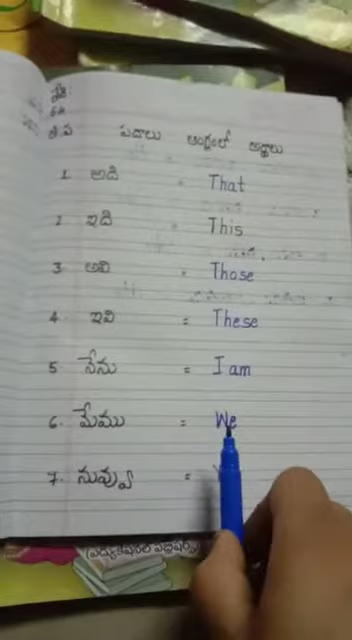 పదాలు ఆంగ్లంలో అర్థాలు
1. అది = That
2. ఇది = This
3. అవి = Those
4. ఇవి = These
5. నేను = I am
6. మేము = We
7. నువ్వు =